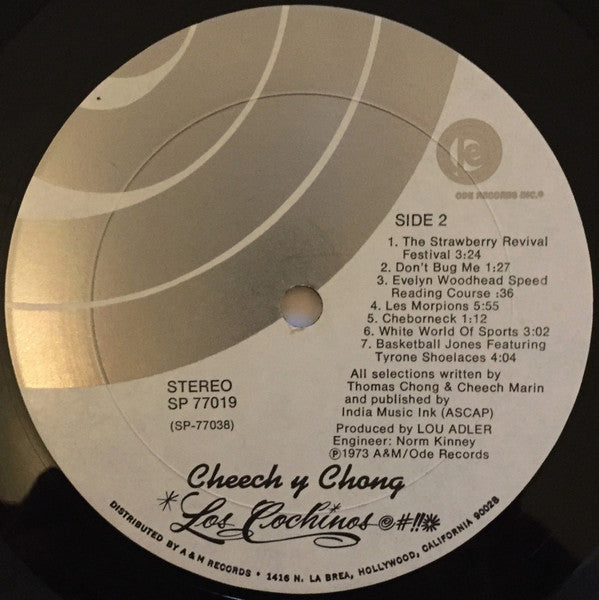 ode
ODE RECORDS INC.®
SIDE 2
1. The Strawberry Revival
Festival 3:24
2. Don't Bug Me 1:27
3. Evelyn Woodhead Speed
Reading Course :36
4. Les Morpions 5:55
5. Cheborneck 1:12
6. White World Of Sports 3:02
7. Basketball Jones Featuring
Tyrone Shoelaces 4:04
All selections written by
Thomas Chong & Cheech Marin
and published by
India Music Ink (ASCAP)
Produced by LOU ADLER
Engineer: Norm Kinney
Ⓟ1973 A&M/Ode Records
STEREO
SP 77019
(SP-77038)
Cheech y Chong
*Los Cochinos @#!!*
DISTRIBUTED BY A & M RECORDS • 1416 N. LA BREA, HOLLYWOOD, CALIFORNIA 90028